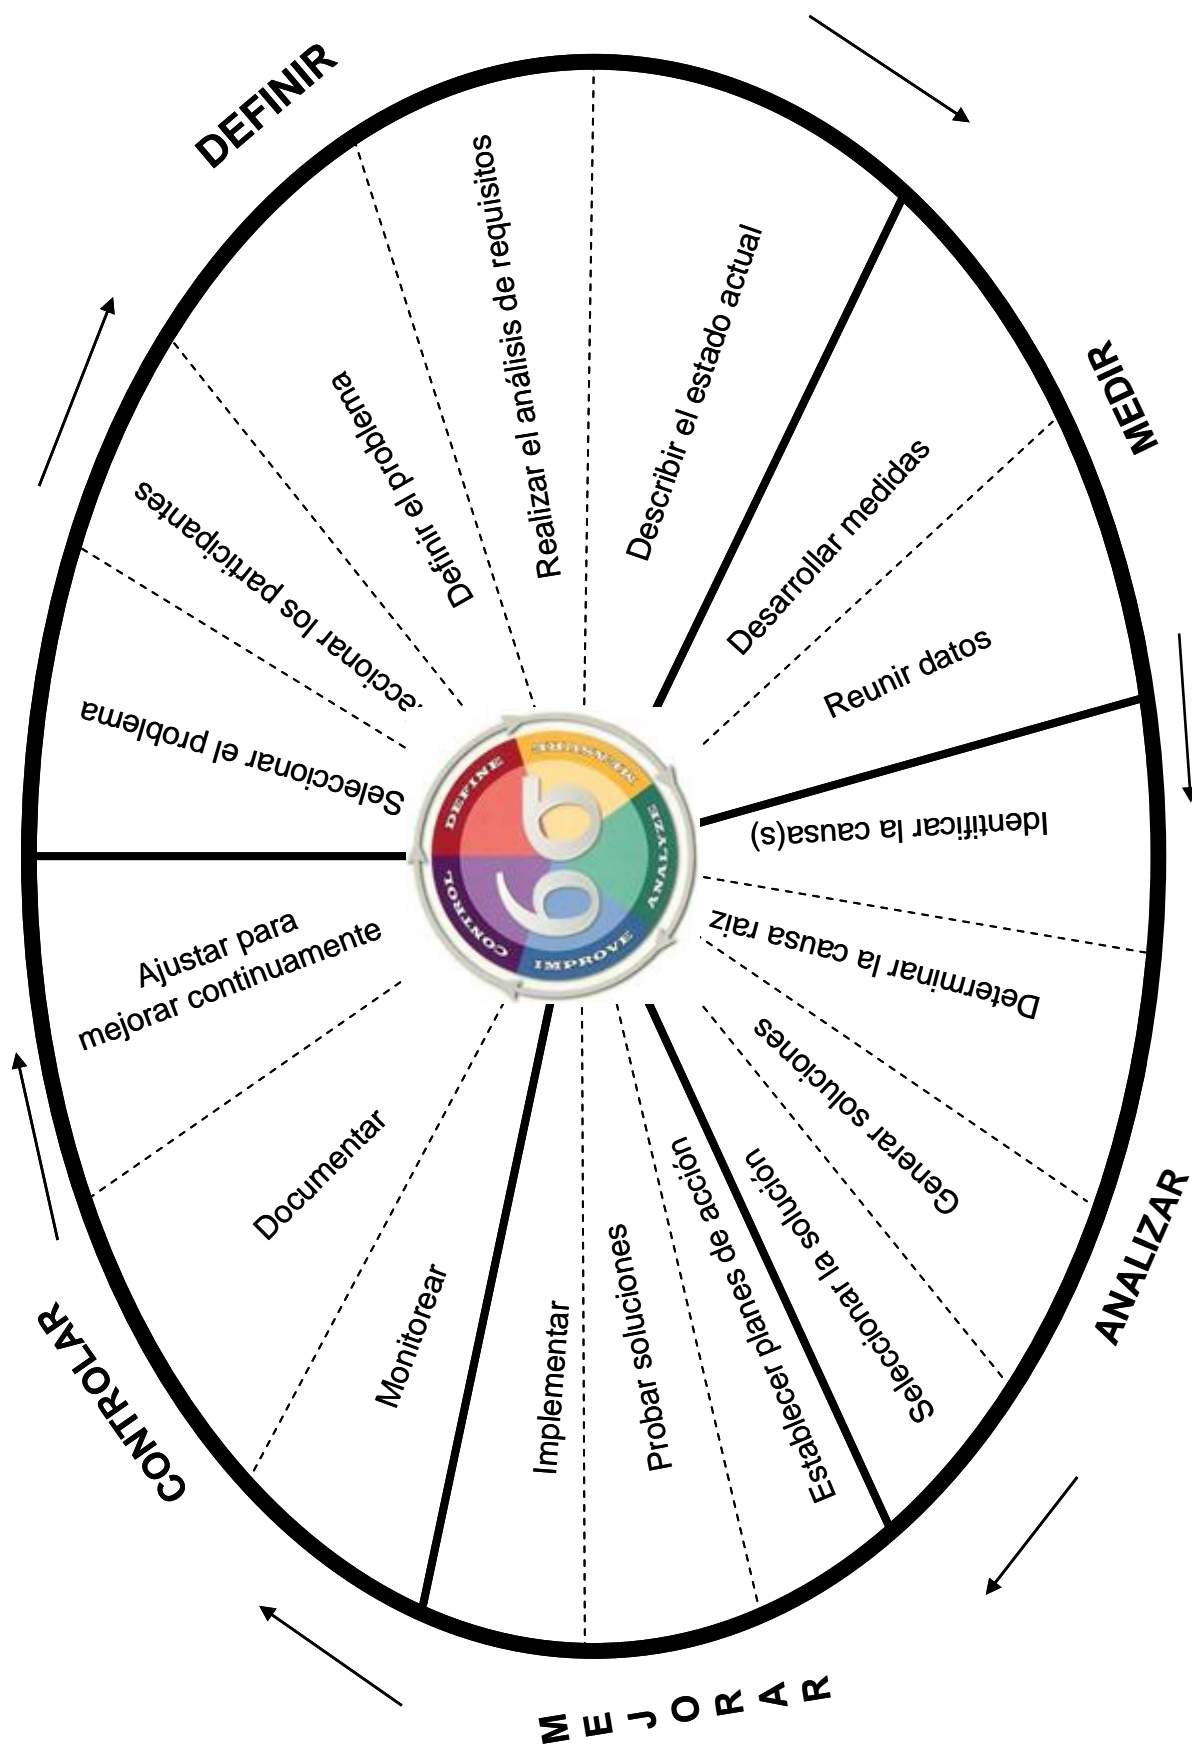 DEFINIR
Seleccionar el problema
eccionar los participantes
Definir el problema
Realizar el análisis de requisitos
Describir el estado actual
MEDIR
Desarrollar medidas
Reunir datos
ANALIZAR
Identificar la causa(s)
Determinar la causa raíz
Generar soluciones
Seleccionar la solución
MEJORAR
Establecer planes de acción
Probar soluciones
Implementar
CONTROLAR
Monitorear
Documentar
Ajustar para
mejorar continuamente
DEFINE
MEASURE
ANALYZE
IMPROVE
CONTROL
6σ